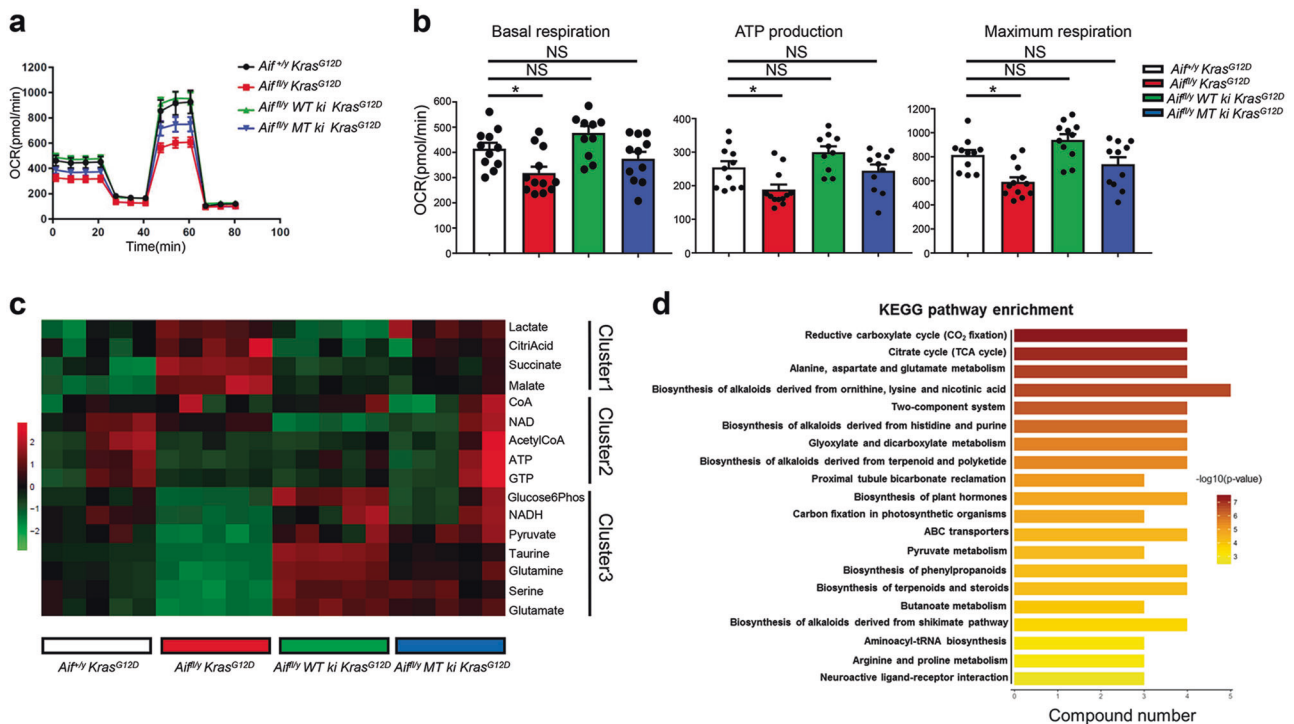 a
OCR(pmol/min)
1200
1000
800
600
400
200
0
0
20
40
60
80
100
Time(min)
Aif+/y KrasG12D
Aiffl/y KrasG12D
Aiffl/y WT ki KrasG12D
Aiffl/y MT ki KrasG12D
b
Basal respiration
NS
NS
*
OCR(pmol/min)
600
500
400
300
200
100
0
ATP production
NS
NS
*
400
300
200
100
0
Maximum respiration
NS
NS
*
1200
1000
800
600
400
200
0
Aif+/y KrasG12D
Aiffl/y KrasG12D
Aiffl/y WT ki KrasG12D
Aiffl/y MT ki KrasG12D
c
2
1
0
−1
−2
Lactate
CitriAcid
Succinate
Malate
CoA
NAD
AcetylCoA
ATP
GTP
Glucose6Phos
NADH
Pyruvate
Taurine
Glutamine
Serine
Glutamate
Cluster1
Cluster2
Cluster3
Aif+/y KrasG12D
Aiffl/y KrasG12D
Aiffl/y WT ki KrasG12D
Aiffl/y MT ki KrasG12D
d
KEGG pathway enrichment
Reductive carboxylate cycle (CO2 fixation)
Citrate cycle (TCA cycle)
Alanine, aspartate and glutamate metabolism
Biosynthesis of alkaloids derived from ornithine, lysine and nicotinic acid
Two-component system
Biosynthesis of alkaloids derived from histidine and purine
Glyoxylate and dicarboxylate metabolism
Biosynthesis of alkaloids derived from terpenoid and polyketide
Proximal tubule bicarbonate reclamation
Biosynthesis of plant hormones
Carbon fixation in photosynthetic organisms
ABC transporters
Pyruvate metabolism
Biosynthesis of phenylpropanoids
Biosynthesis of terpenoids and steroids
Butanoate metabolism
Biosynthesis of alkaloids derived from shikimate pathway
Aminoacyl-tRNA biosynthesis
Arginine and proline metabolism
Neuroactive ligand-receptor interaction
0
1
2
3
4
5
Compound number
-log10(p-value)
7
6
5
4
3